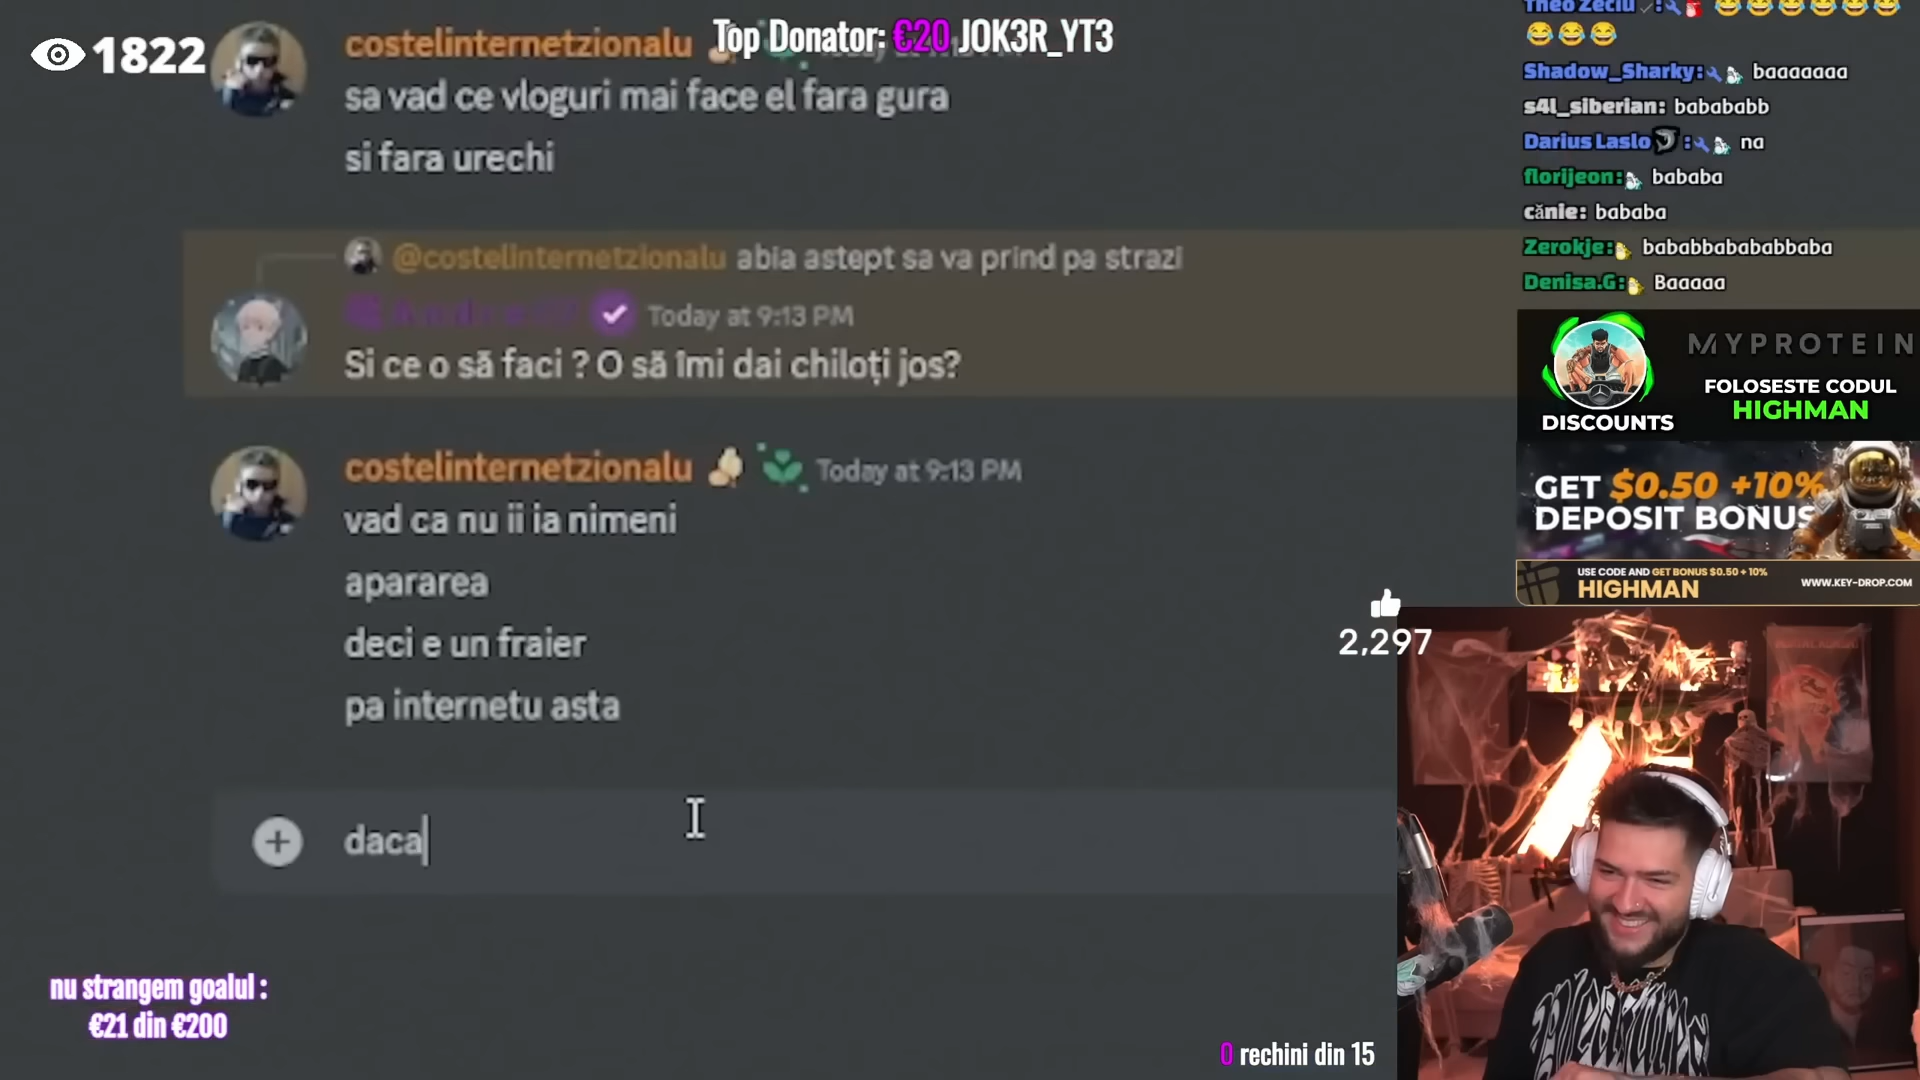 1822
Top Donator: €20 JOK3R_YT3
costelinternetzionalu
sa vad ce vloguri mai face el fara gura
si fara urechi
@costelinternetzionalu abia astept sa va prind pa strazi
Today at 9:13 PM
Si ce o să faci ? O să îmi dai chiloți jos?
costelinternetzionalu Today at 9:13 PM
vad ca nu ii ia nimeni
apararea
deci e un fraier
pa internetu asta
daca
nu strangem goalul :
€21 din €200
0 rechini din 15
2,297
Theo Zeciu :
Shadow_Sharky: baaaaaaa
s4l_siberian: babababb
Darius Laslo : na
florijeon: bababa
cănie: bababa
Zerokje: bababbabababbaba
Denisa.G: Baaaaa
DISCOUNTS
MYPROTEIN
FOLOSESTE CODUL
HIGHMAN
GET $0.50 +10%
DEPOSIT BONUS
USE CODE AND GET BONUS $0.50 + 10%
HIGHMAN
WWW.KEY-DROP.COM